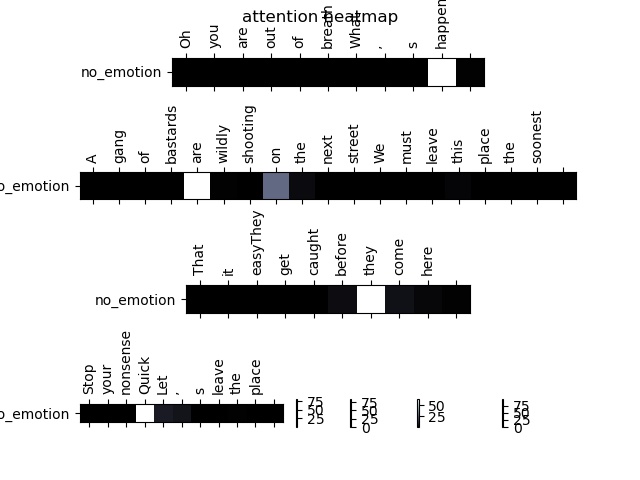 attention heatmap
Oh you are out of breath What , s happen
no_emotion
A gang of bastards are wildly shooting on the next street We must leave this place the soonest
o_emotion
That it easyThey get caught before they come here
no_emotion
Stop your nonsense Quick Let , s leave the place
o_emotion
75 50 25
75 50 25 0
50 25
75 50 25 0